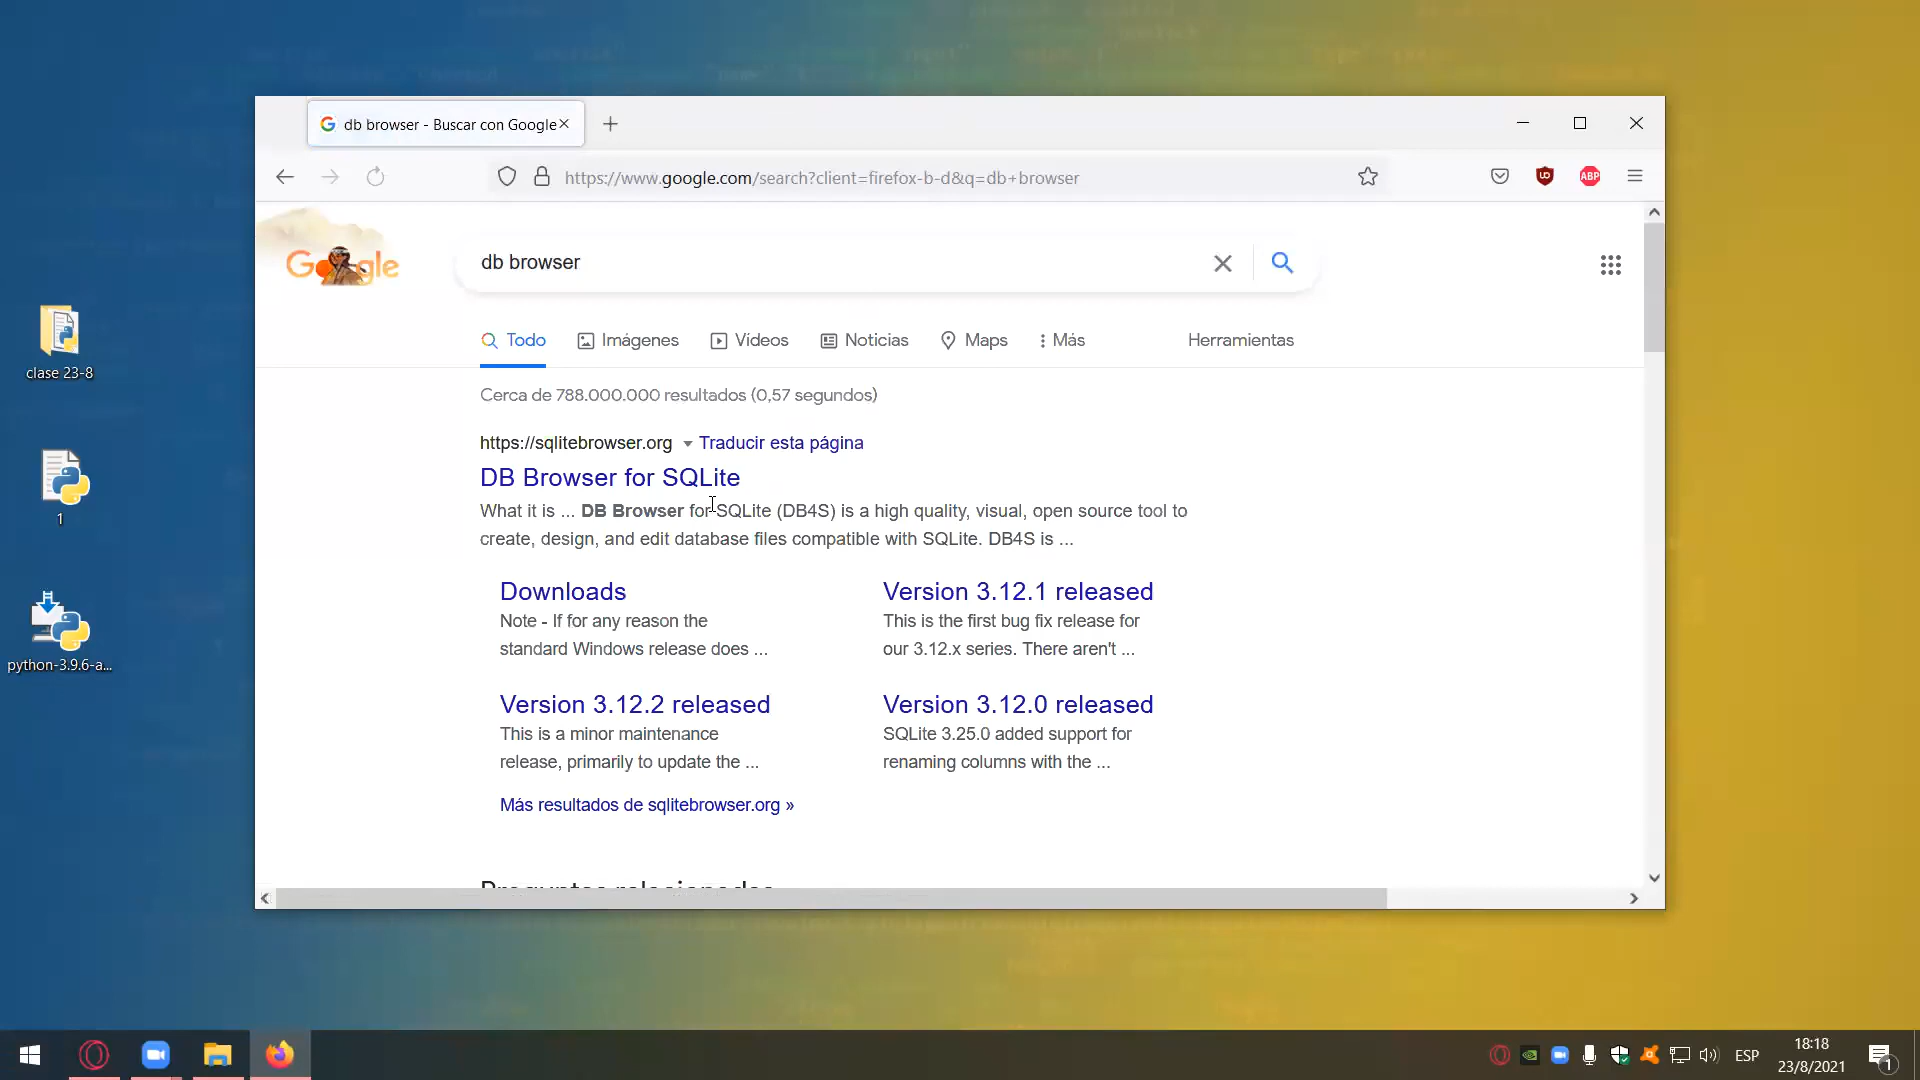 db browser - Buscar con Google
https://www.google.com/search?client=firefox-b-d&q=db+browser
ABP
Google
db browser
Todo
Imágenes
Vídeos
Noticias
Maps
Más
Herramientas
Cerca de 788.000.000 resultados (0,57 segundos)
https://sqlitebrowser.org
Traducir esta página
DB Browser for SQLite
What it is ... DB Browser for SQLite (DB4S) is a high quality, visual, open source tool to
create, design, and edit database files compatible with SQLite. DB4S is ...
Downloads
Note - If for any reason the
standard Windows release does ...
Version 3.12.1 released
This is the first bug fix release for
our 3.12.x series. There aren't ...
Version 3.12.2 released
This is a minor maintenance
release, primarily to update the ...
Version 3.12.0 released
SQLite 3.25.0 added support for
renaming columns with the ...
Más resultados de sqlitebrowser.org »
Preguntas relacionadas
clase 23-8
1
python-3.9.6-a...
ESP
18:18
23/8/2021
1